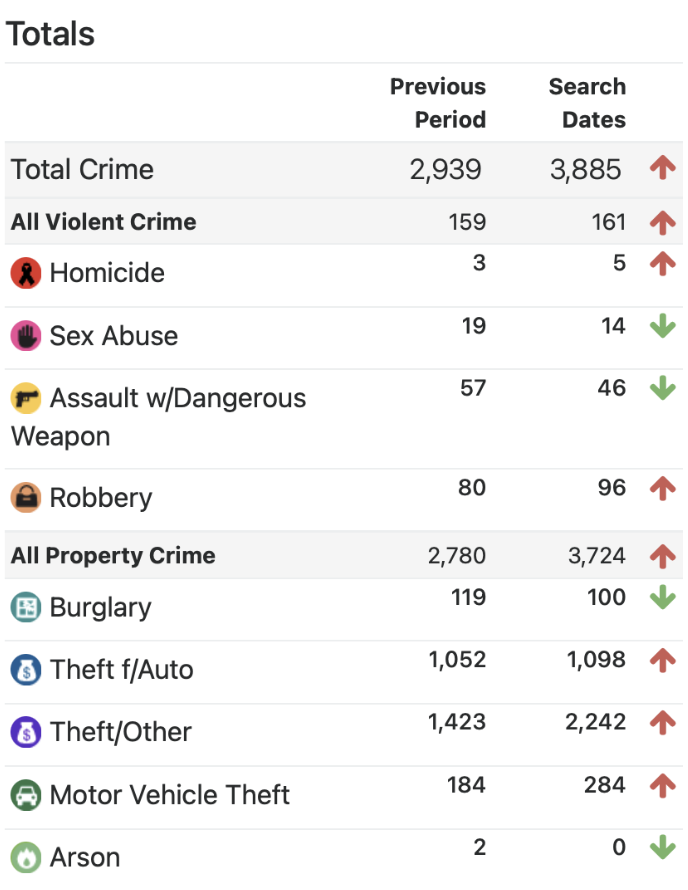 Totals
Previous Period Search Dates
Total Crime 2,939 3,885
All Violent Crime 159 161
Homicide 3 5
Sex Abuse 19 14
Assault w/Dangerous 57 46
Weapon
Robbery 80 96
All Property Crime 2,780 3,724
Burglary 119 100
Theft f/Auto 1,052 1,098
Theft/Other 1,423 2,242
Motor Vehicle Theft 184 284
Arson 2 0